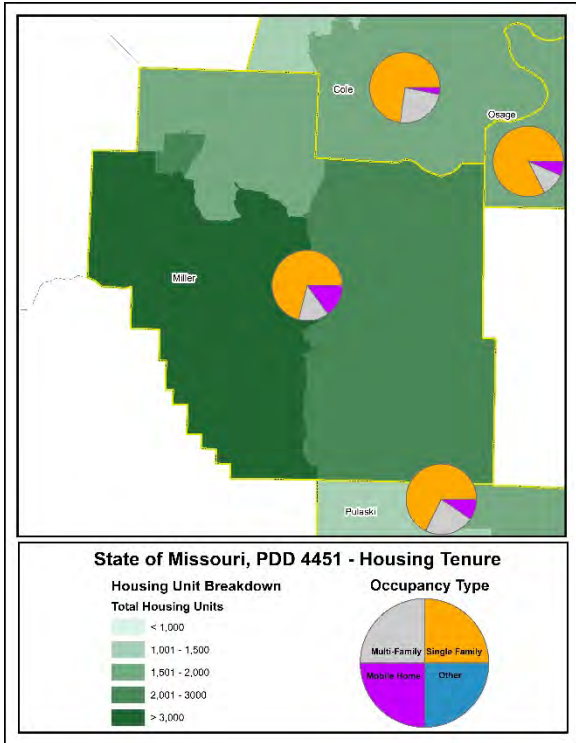 Cole
Osage
Miller
Pulaski
State of Missouri, PDD 4451 - Housing Tenure
Housing Unit Breakdown
Total Housing Units
< 1,000
1,001 - 1,500
1,501 - 2,000
2,001 - 3000
> 3,000
Occupancy Type
Multi-Family Single Family
Mobile Home Other